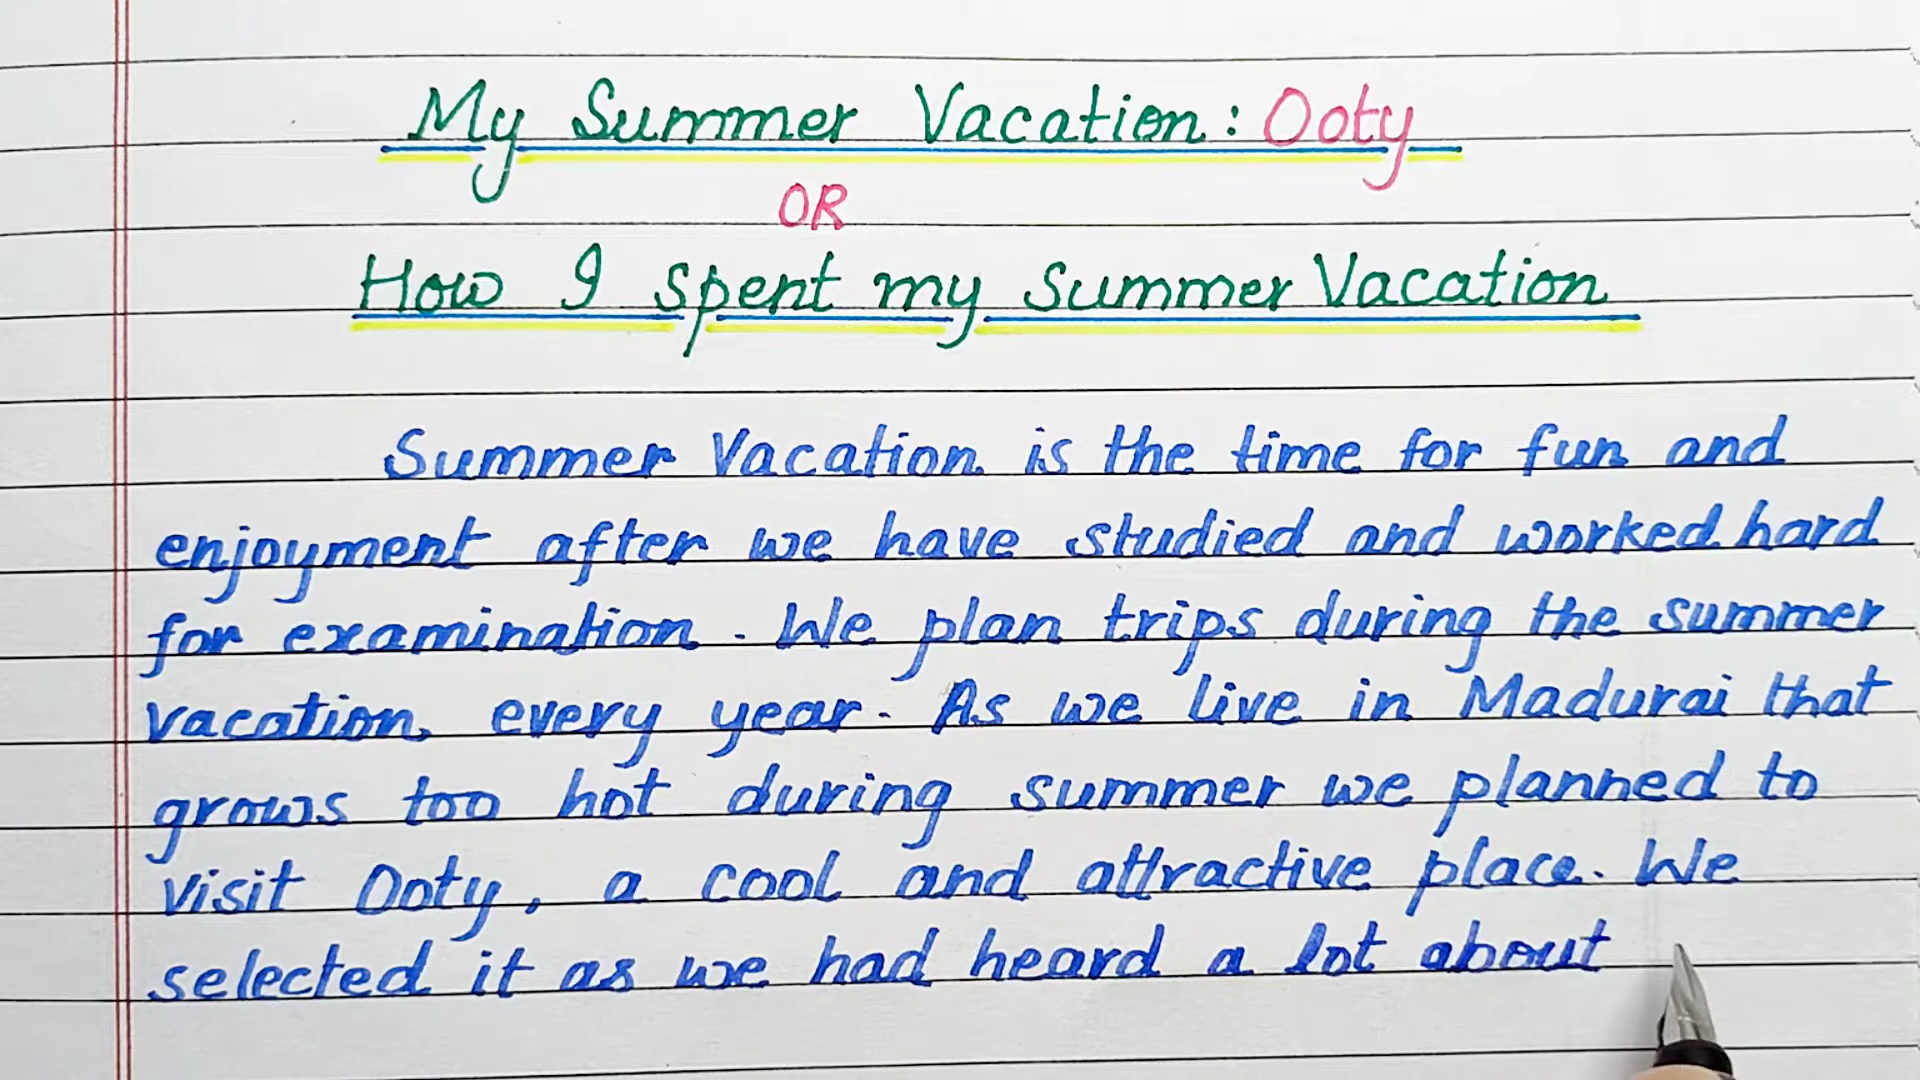 My Summer Vacation: Ooty
OR
How I spent my Summer Vacation
Summer Vacation is the time for fun and
enjoyment after we have studied and worked hard
for examination. We plan trips during the summer
vacation, every year. As we live in Madurai that
grows too hot during summer we planned to
visit Ooty, a cool and attractive place. We
selected it as we had heard a lot about